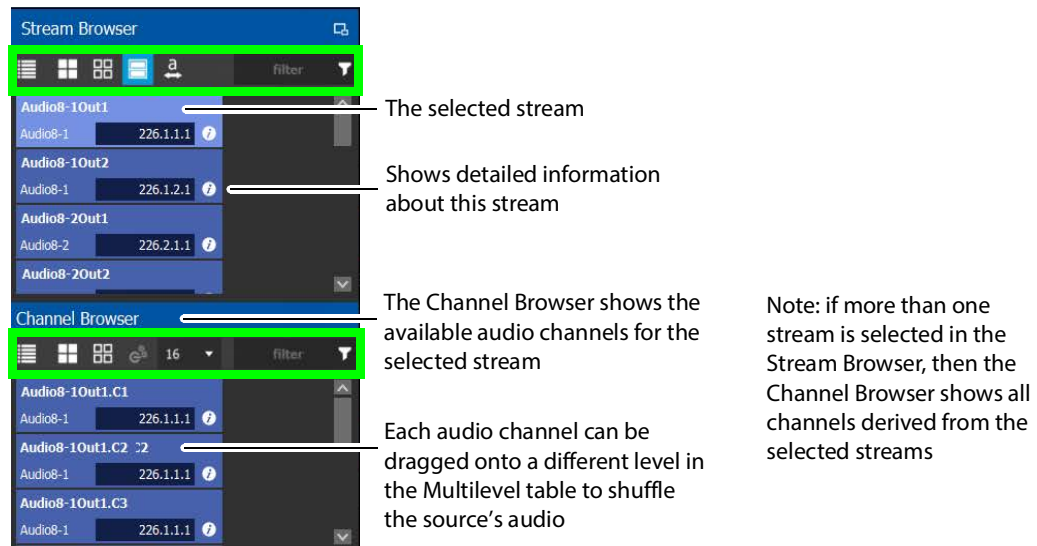 Stream Browser
a
filter
Audio8-1Out1
Audio8-1 226.1.1.1 i
The selected stream
Audio8-1Out2
Audio8-1 226.1.2.1 i
Shows detailed information
about this stream
Audio8-2Out1
Audio8-2 226.2.1.1 i
Audio8-2Out2
Channel Browser
The Channel Browser shows the
available audio channels for the
selected stream
16
filter
Audio8-1Out1.C1
Audio8-1 226.1.1.1 i
Audio8-1Out1.C2 C2
Audio8-1 226.1.1.1 i
Audio8-1Out1.C3
Audio8-1 226.1.1.1 i
Each audio channel can be
dragged onto a different level in
the Multilevel table to shuffle
the source’s audio
Note: if more than one
stream is selected in the
Stream Browser, then the
Channel Browser shows all
channels derived from the
selected streams